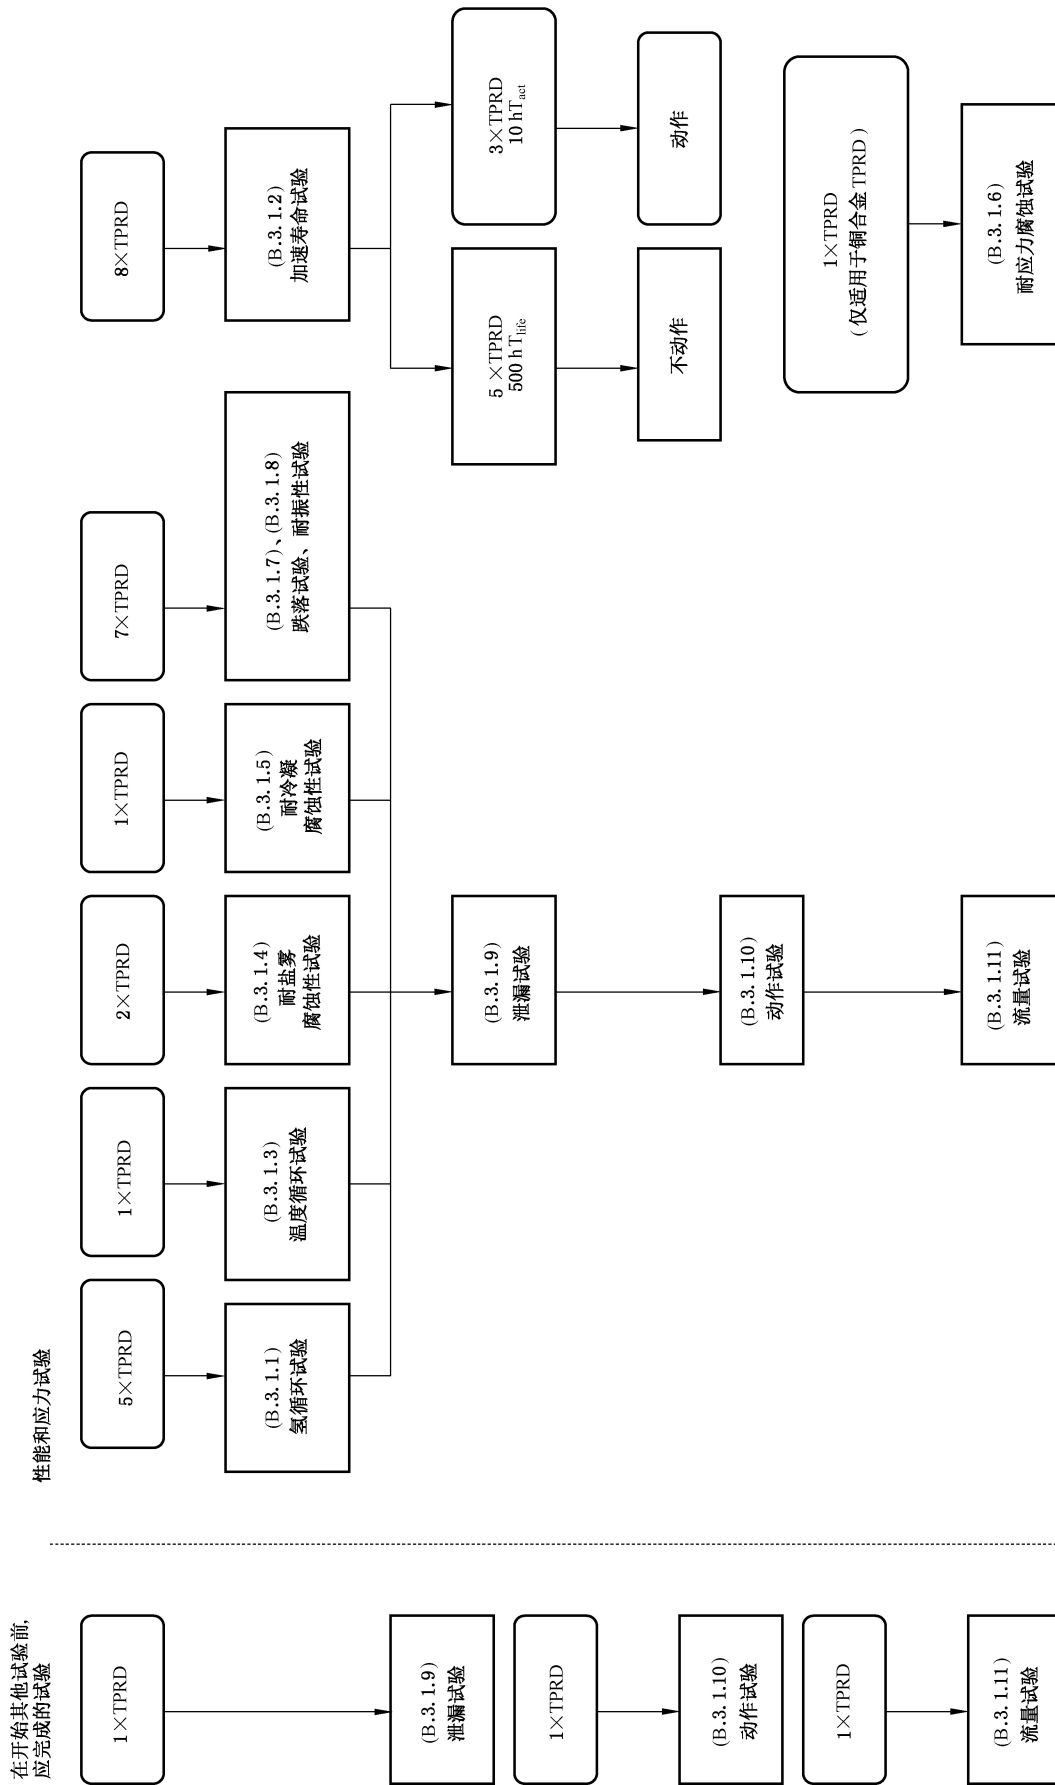 在开始其他试验前,
应完成的试验
1×TPRD
(B.3.1.9)
泄漏试验
1×TPRD
(B.3.1.10)
动作试验
1×TPRD
(B.3.1.11)
流量试验
性能和应力试验
5×TPRD
(B.3.1.1)
氢循环试验
1×TPRD
(B.3.1.3)
温度循环试验
2×TPRD
(B.3.1.4)
耐盐雾
腐蚀性试验
1×TPRD
(B.3.1.5)
耐冷凝
腐蚀性试验
7×TPRD
(B.3.1.7)、(B.3.1.8)
跌落试验、耐振性试验
(B.3.1.9)
泄漏试验
(B.3.1.10)
动作试验
(B.3.1.11)
流量试验
8×TPRD
(B.3.1.2)
加速寿命试验
5 ×TPRD
500 hTlife
不动作
3×TPRD
10 hTact
动作
1×TPRD
(仅适用于铜合金TPRD)
(B.3.1.6)
耐应力腐蚀试验